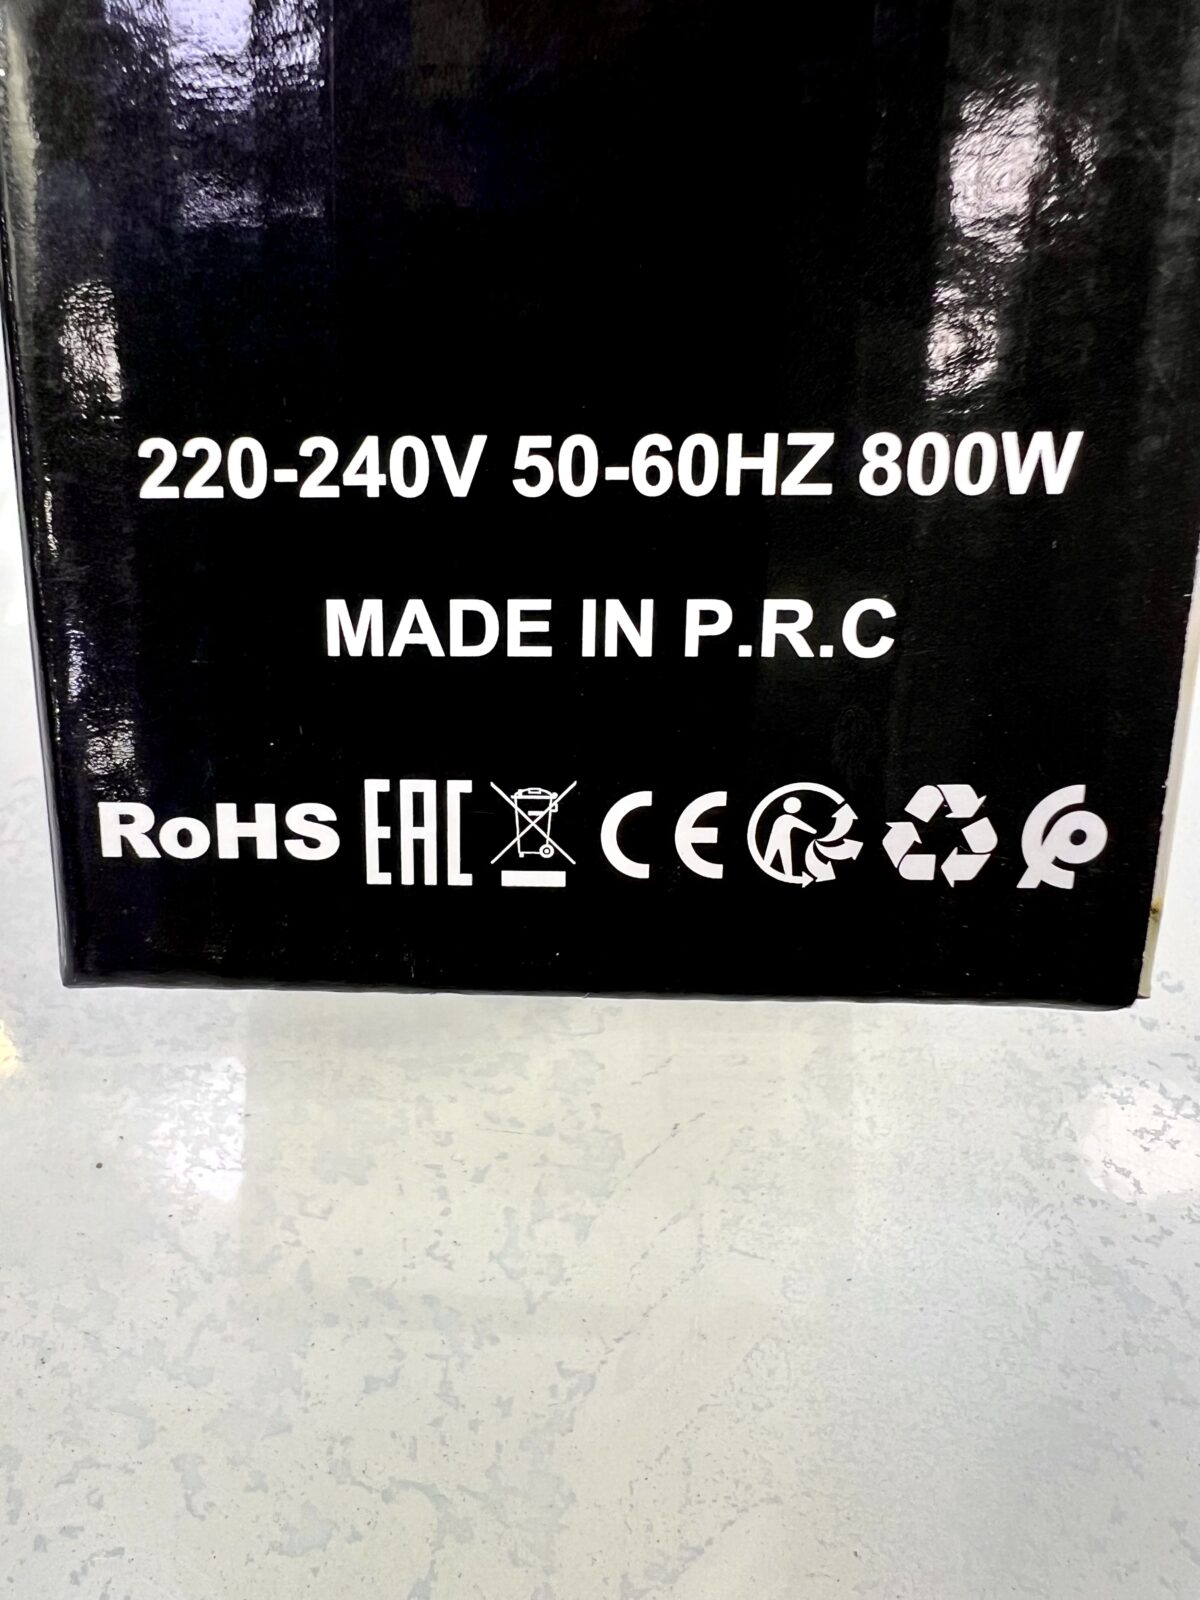 220-240V 50-60HZ 800W
MADE IN P.R.C
RoHS EAC CE